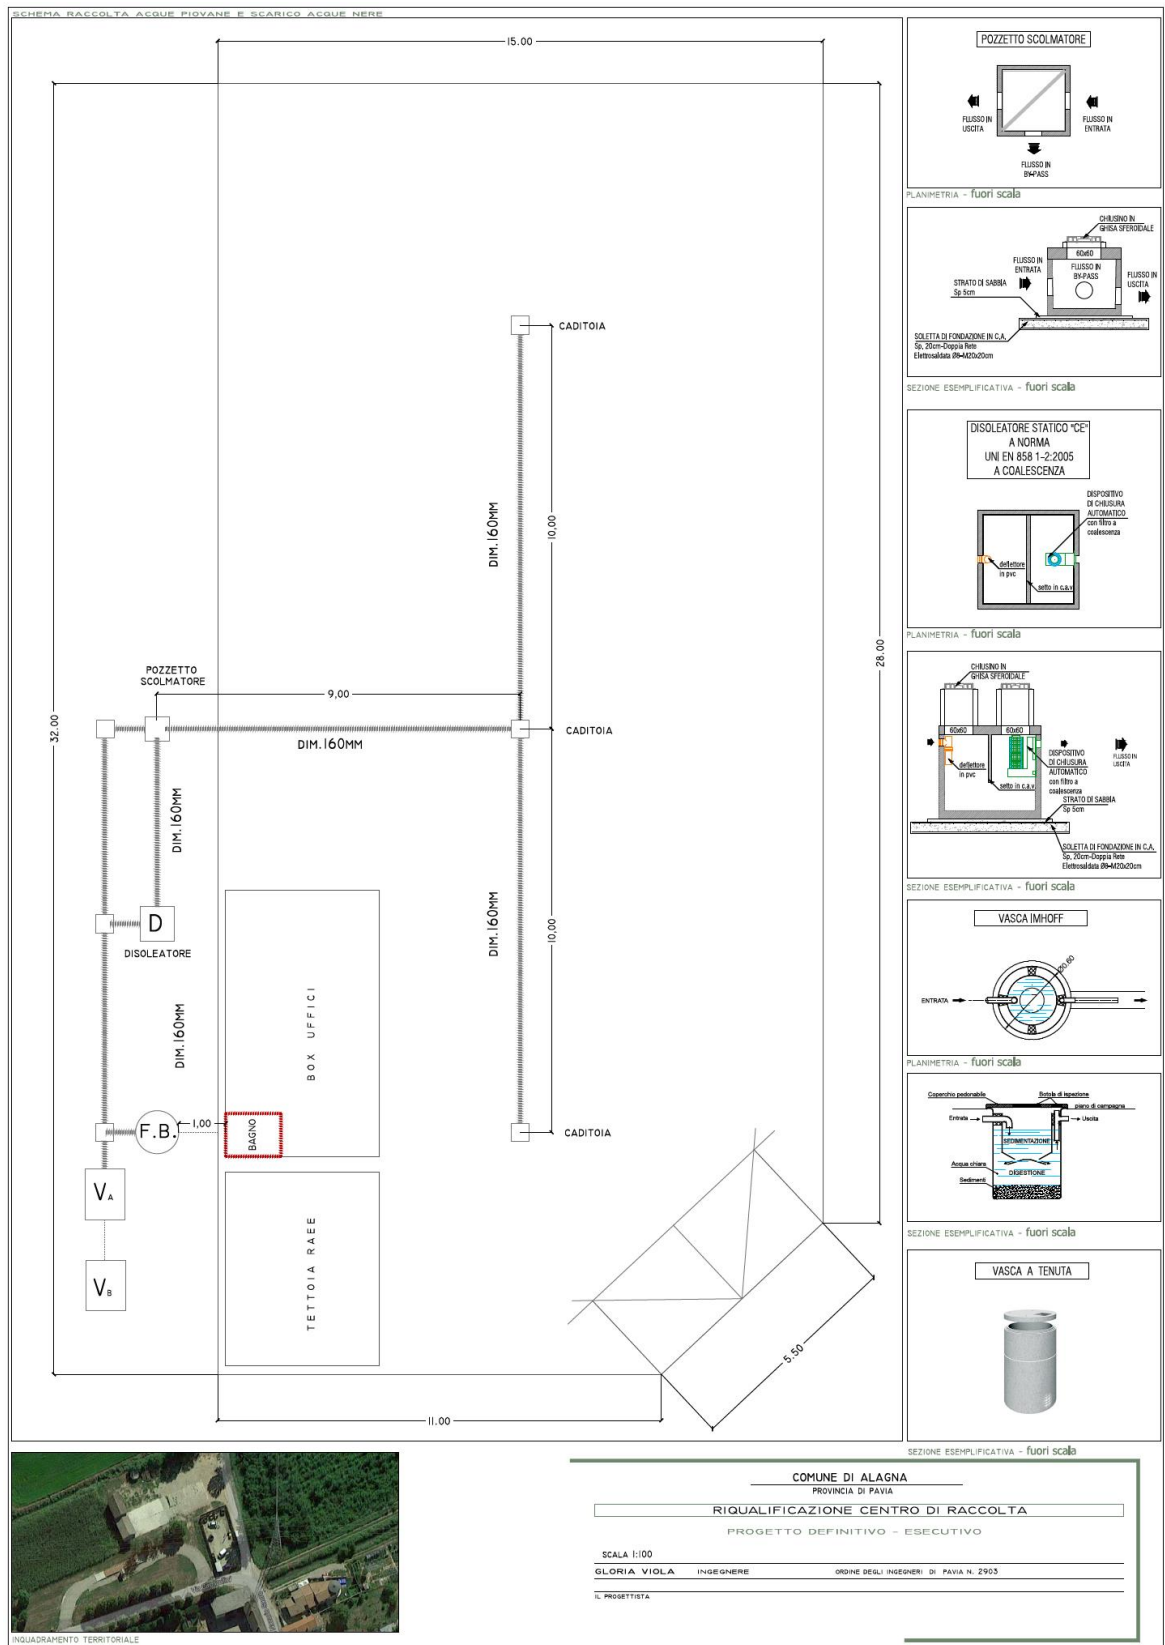 SCHEMA RACCOLTA ACQUE PIOVANE E SCARICO ACQUE NERE
15.00
32.00
28.00
CADITOIA
DIM.160MM
10,00
POZZETTO
SCOLMATORE
9,00
CADITOIA
DIM.160MM
DIM.160MM
D
DISOLEATORE
DIM.160MM
10,00
DIM.160MM
BOX UFFICI
F.B.
1,00
BAGNO
CADITOIA
VA
VB
TETTOIA RAEE
5.50
11.00
POZZETTO SCOLMATORE
FLUSSO IN
USCITA
FLUSSO IN
ENTRATA
FLUSSO IN
BY-PASS
PLANIMETRIA - fuori scala
CHIUSINO IN
GHISA SFEROIDALE
60x60
FLUSSO IN
ENTRATA
FLUSSO IN
BY-PASS
FLUSSO IN
USCITA
STRATO DI SABBIA
Sp 5cm
SOLETTA DI FONDAZIONE IN C.A.
Sp. 20cm-Doppia Rete
Elettrosaldata Ø8-M20x20cm
SEZIONE ESEMPLIFICATIVA - fuori scala
DISOLEATORE STATICO "CE"
A NORMA
UNI EN 858 1-2:2005
A COALESCENZA
DISPOSITIVO
DI CHIUSURA
AUTOMATICO
con filtro a
coalescenza
deflettore
in pvc
setto in c.a.v
PLANIMETRIA - fuori scala
CHIUSINO IN
GHISA SFEROIDALE
60x60
60x60
deflettore
in pvc
setto in c.a.v
DISPOSITIVO
DI CHIUSURA
AUTOMATICO
con filtro a
coalescenza
FLUSSO IN
USCITA
STRATO DI SABBIA
Sp 5cm
SOLETTA DI FONDAZIONE IN C.A.
Sp. 20cm-Doppia Rete
Elettrosaldata Ø8-M20x20cm
SEZIONE ESEMPLIFICATIVA - fuori scala
VASCA IMHOFF
Ø0.60
ENTRATA
PLANIMETRIA - fuori scala
Coperchio pedonabile
Botola di ispezione
piano di campagna
Entrata
Uscita
SEDIMENTAZIONE
Acqua chiara
DIGESTIONE
Sedimenti
SEZIONE ESEMPLIFICATIVA - fuori scala
VASCA A TENUTA
SEZIONE ESEMPLIFICATIVA - fuori scala
INQUADRAMENTO TERRITORIALE
COMUNE DI ALAGNA
PROVINCIA DI PAVIA
RIQUALIFICAZIONE CENTRO DI RACCOLTA
PROGETTO DEFINITIVO - ESECUTIVO
SCALA 1:100
GLORIA VIOLA INGEGNERE ORDINE DEGLI INGEGNERI DI PAVIA N. 2903
IL PROGETTISTA